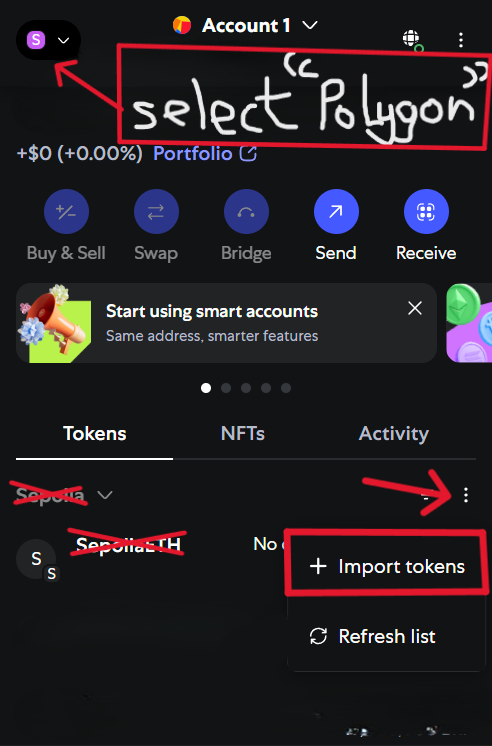 S
Account 1
select "Polygon"
+$0 (+0.00%) Portfolio
Buy & Sell
Swap
Bridge
Send
Receive
Start using smart accounts
Same address, smarter features
Tokens
NFTs
Activity
Sepolia
S
S
SepoliaETH
No
Import tokens
Refresh list